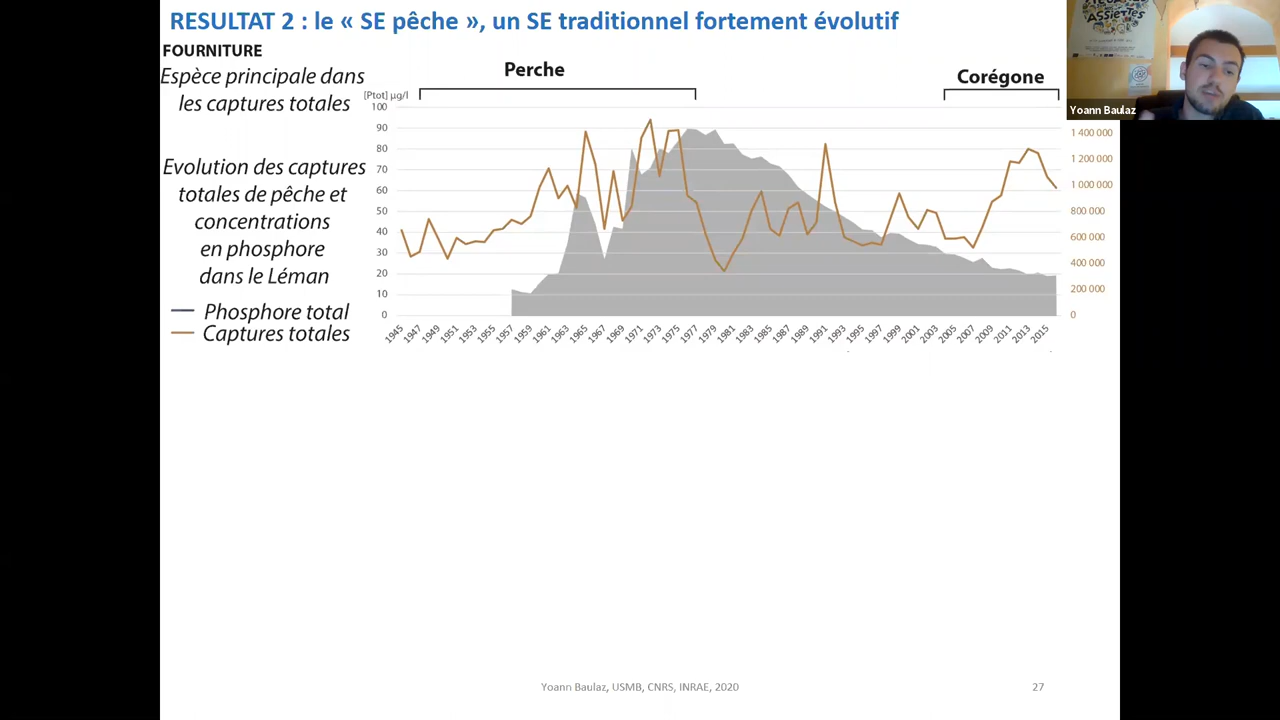 RESULTAT 2 : le « SE pêche », un SE traditionnel fortement évolutif
FOURNITURE
Espèce principale dans
les captures totales
Perche
Corégone
Evolution des captures
totales de pêche et
concentrations
en phosphore
dans le Léman
Phosphore total
Captures totales
[Ptot] µg/l
100
90
80
70
60
50
40
30
20
10
0
1 400 000
1 200 000
1 000 000
800 000
600 000
400 000
200 000
0
1945 1947 1949 1951 1953 1955 1957 1959 1961 1963 1965 1967 1969 1971 1973 1975 1977 1979 1981 1983 1985 1987 1989 1991 1993 1995 1997 1999 2001 2003 2005 2007 2009 2011 2013 2015
Yoann Baulaz
ASSIETTES
Yoann Baulaz, USMB, CNRS, INRAE, 2020
27